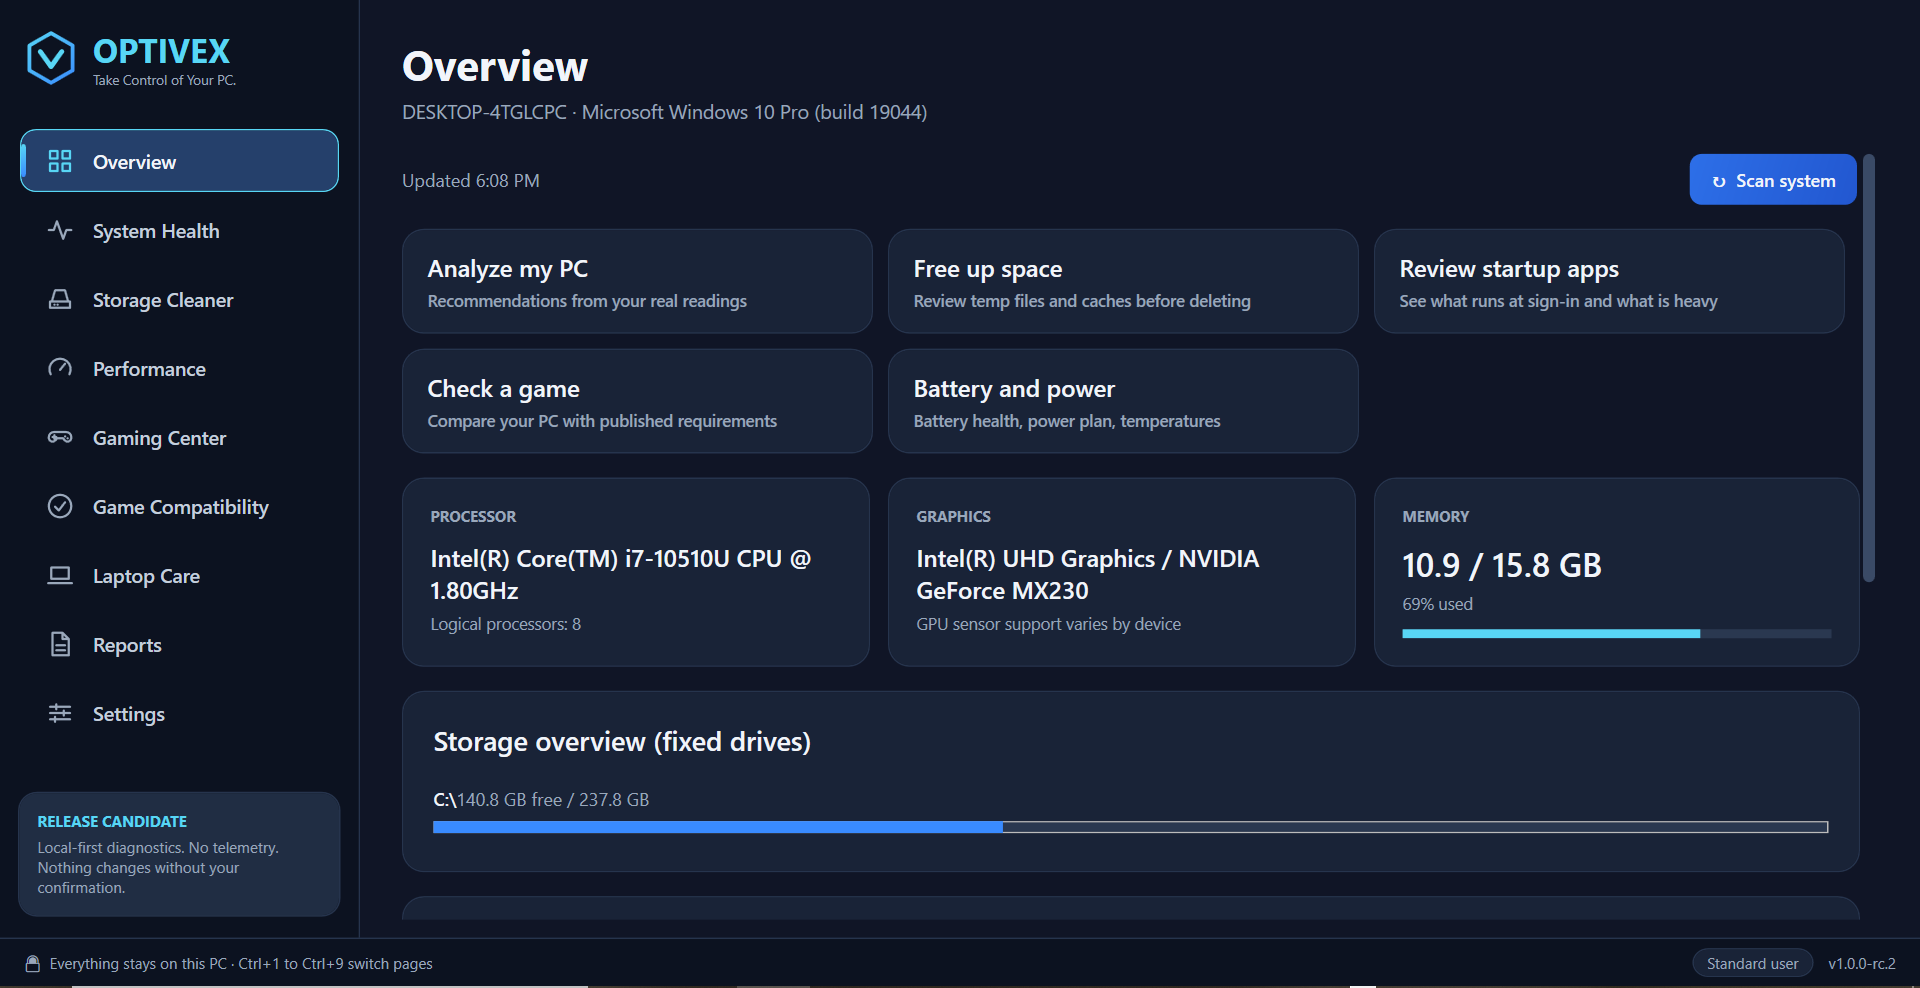 OPTIVEX
Take Control of Your PC.
Overview
System Health
Storage Cleaner
Performance
Gaming Center
Game Compatibility
Laptop Care
Reports
Settings
RELEASE CANDIDATE
Local-first diagnostics. No telemetry.
Nothing changes without your
confirmation.
Overview
DESKTOP-4TGLCPC · Microsoft Windows 10 Pro (build 19044)
Updated 6:08 PM
↻ Scan system
Analyze my PC
Recommendations from your real readings
Free up space
Review temp files and caches before deleting
Review startup apps
See what runs at sign-in and what is heavy
Check a game
Compare your PC with published requirements
Battery and power
Battery health, power plan, temperatures
PROCESSOR
Intel(R) Core(TM) i7-10510U CPU @
1.80GHz
Logical processors: 8
GRAPHICS
Intel(R) UHD Graphics / NVIDIA
GeForce MX230
GPU sensor support varies by device
MEMORY
10.9 / 15.8 GB
69% used
Storage overview (fixed drives)
C:\140.8 GB free / 237.8 GB
Everything stays on this PC · Ctrl+1 to Ctrl+9 switch pages
Standard user
v1.0.0-rc.2